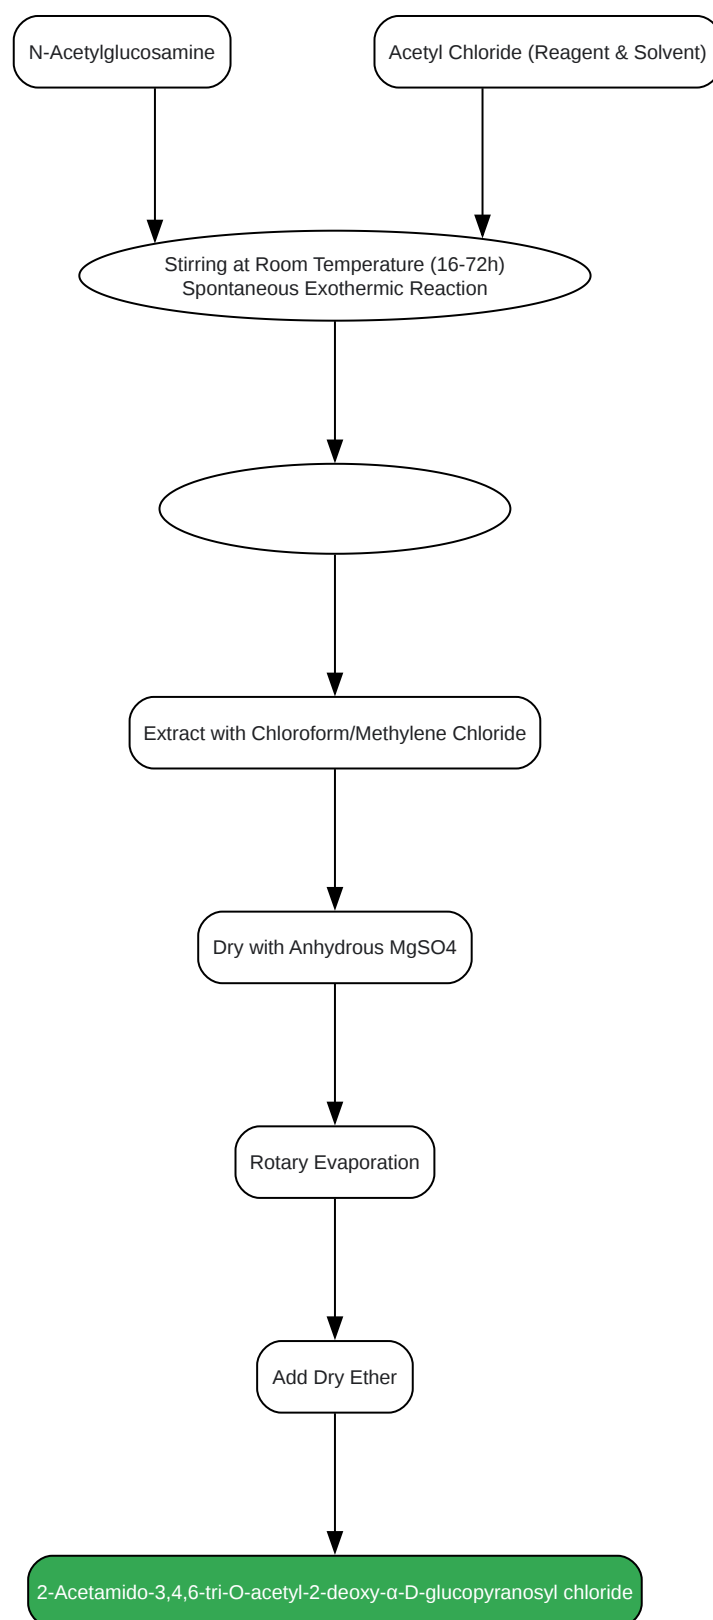 N-Acetylglucosamine
Acetyl Chloride (Reagent & Solvent)
Stirring at Room Temperature (16-72h)
Spontaneous Exothermic Reaction
Extract with Chloroform/Methylene Chloride
Dry with Anhydrous MgSO4
Rotary Evaporation
Add Dry Ether
2-Acetamido-3,4,6-tri-O-acetyl-2-deoxy-α-D-glucopyranosyl chloride